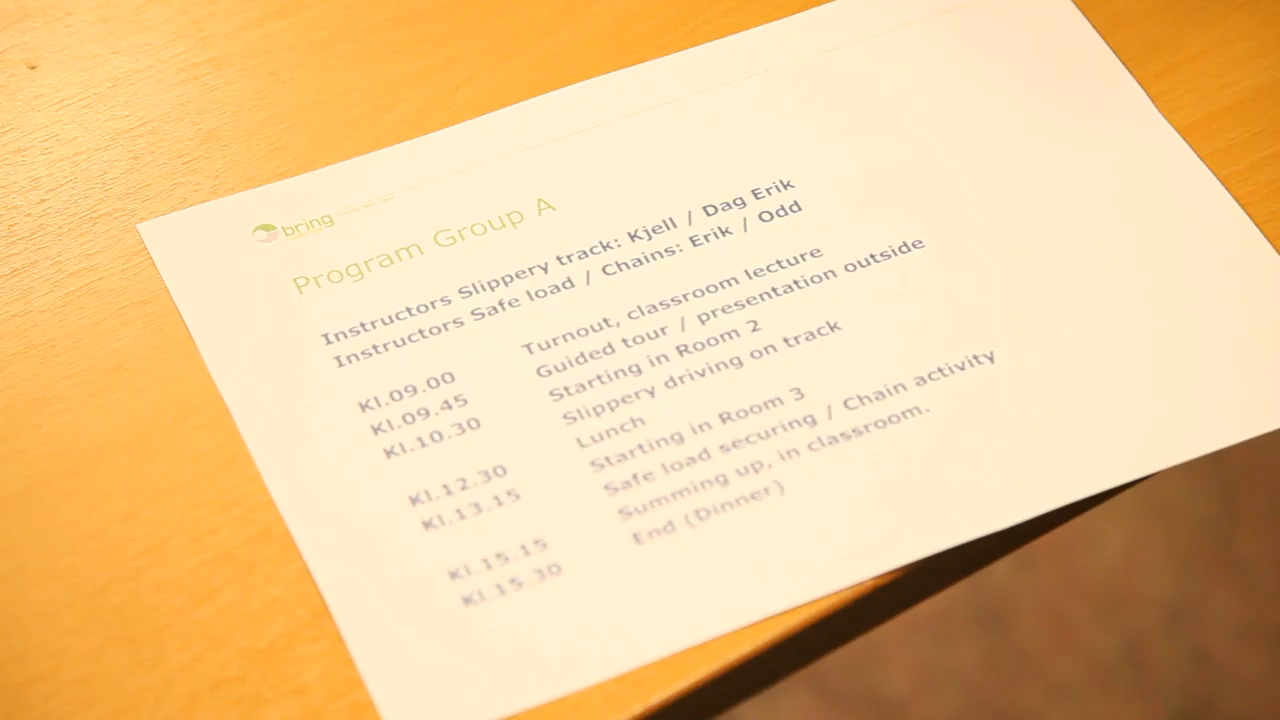 bring
Program Group A
Instructors Slippery track: Kjell / Dag Erik
Instructors Safe load / Chains: Erik / Odd
Kl.09.00 Turnout, classroom lecture
Kl.09.45 Guided tour / presentation outside
Kl.10.30 Starting in Room 2
Slippery driving on track
Kl.12.30 Lunch
Kl.13.15 Starting in Room 3
Safe load securing / Chain activity
Kl.15.15 Summing up, in classroom.
Kl.15.30 End (Dinner)